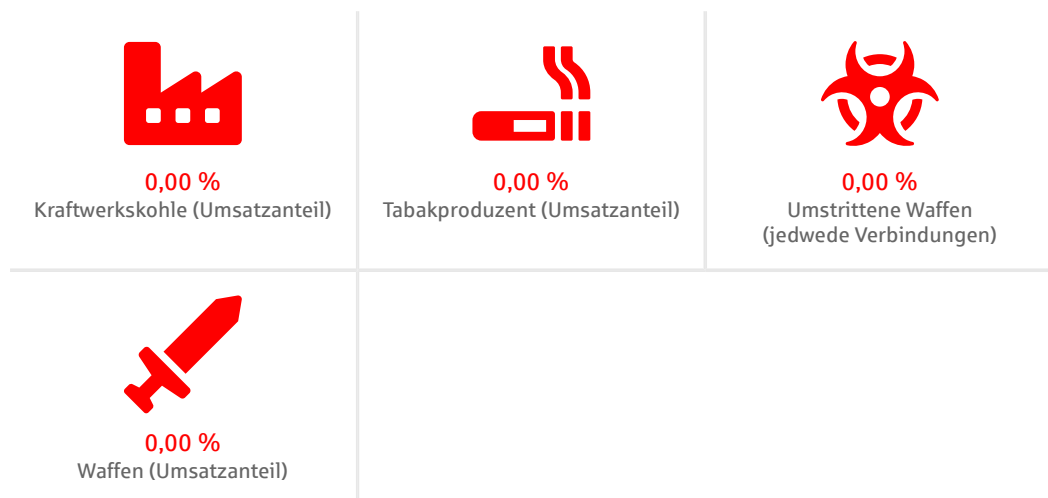 0,00 %
Kraftwerkskohle (Umsatzanteil)
0,00 %
Tabakproduzent (Umsatzanteil)
0,00 %
Umstrittene Waffen
(jedwede Verbindungen)
0,00 %
Waffen (Umsatzanteil)